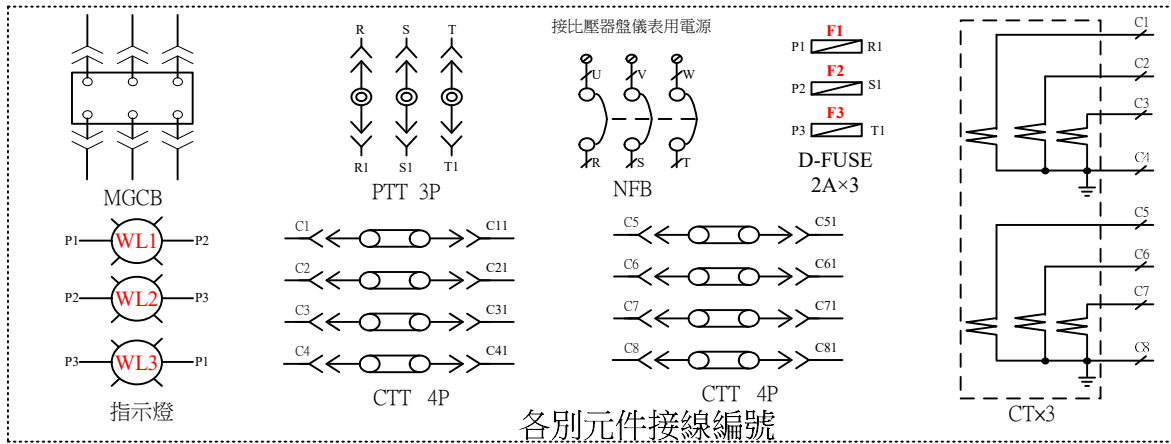 MGCB
R S T
R1 S1 T1
PTT 3P
接比壓器盤儀表用電源
U V W
R S T
NFB
F1
P1 R1
F2
P2 S1
F3
P3 T1
D-FUSE
2A×3
C1
C2
C3
C4
C5
C6
C7
C8
CT×3
P1 WL1 P2
P2 WL2 P3
P3 WL3 P1
指示燈
C1 C11
C2 C21
C3 C31
C4 C41
CTT 4P
C5 C51
C6 C61
C7 C71
C8 C81
CTT 4P
各別元件接線編號